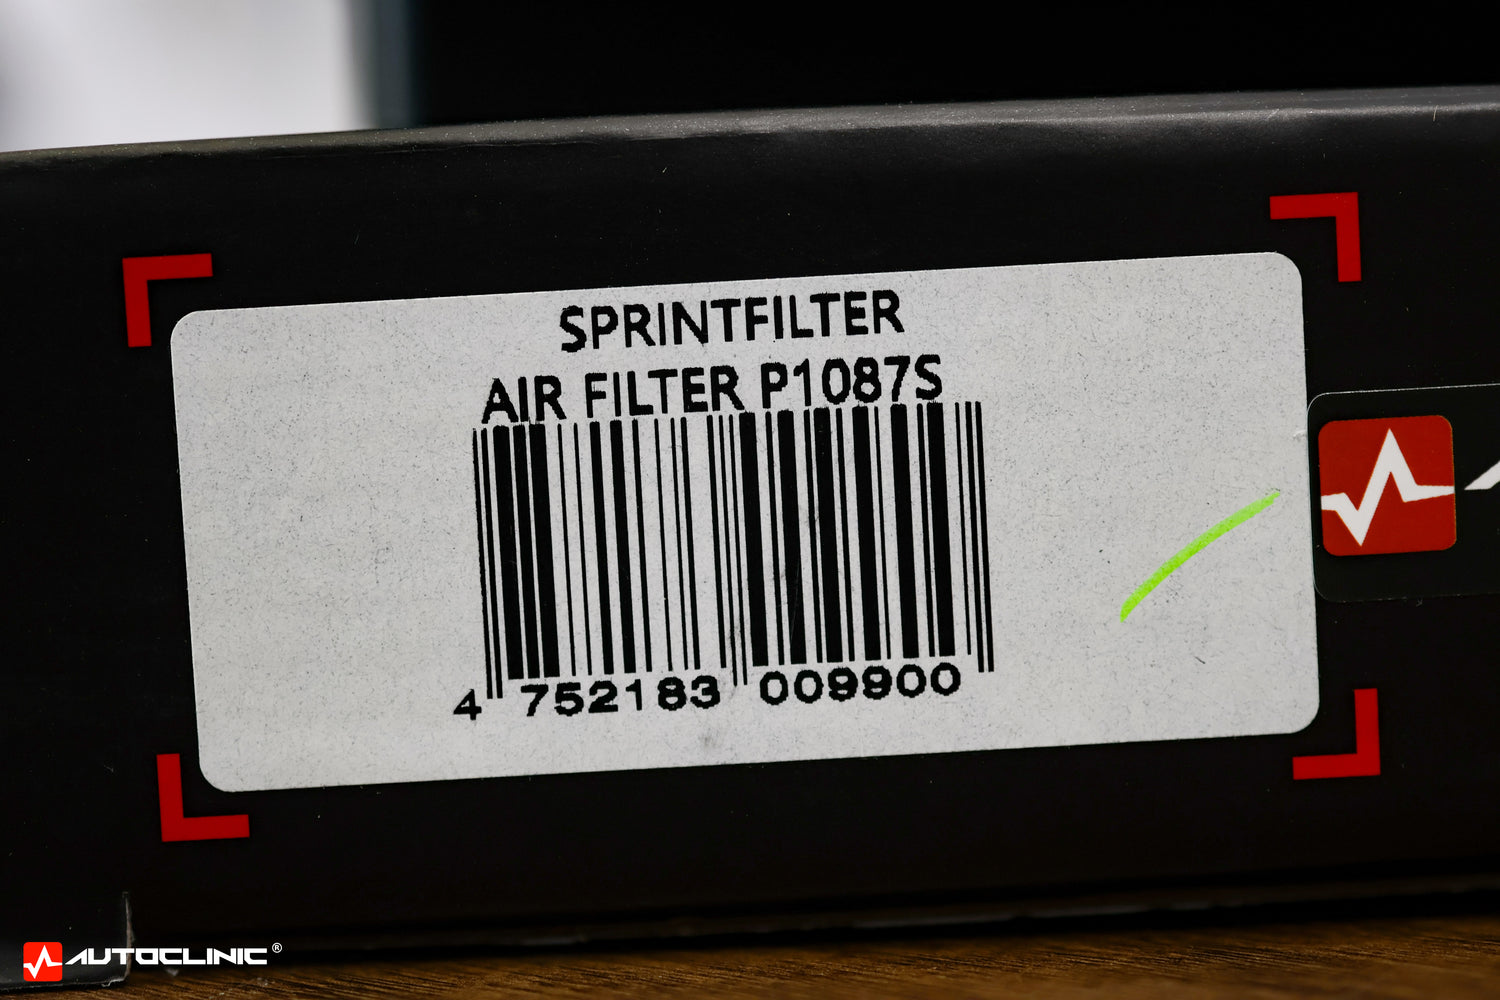 SPRINTFILTER
AIR FILTER P1087S
4 752183 009900
AUTOCLINIC®